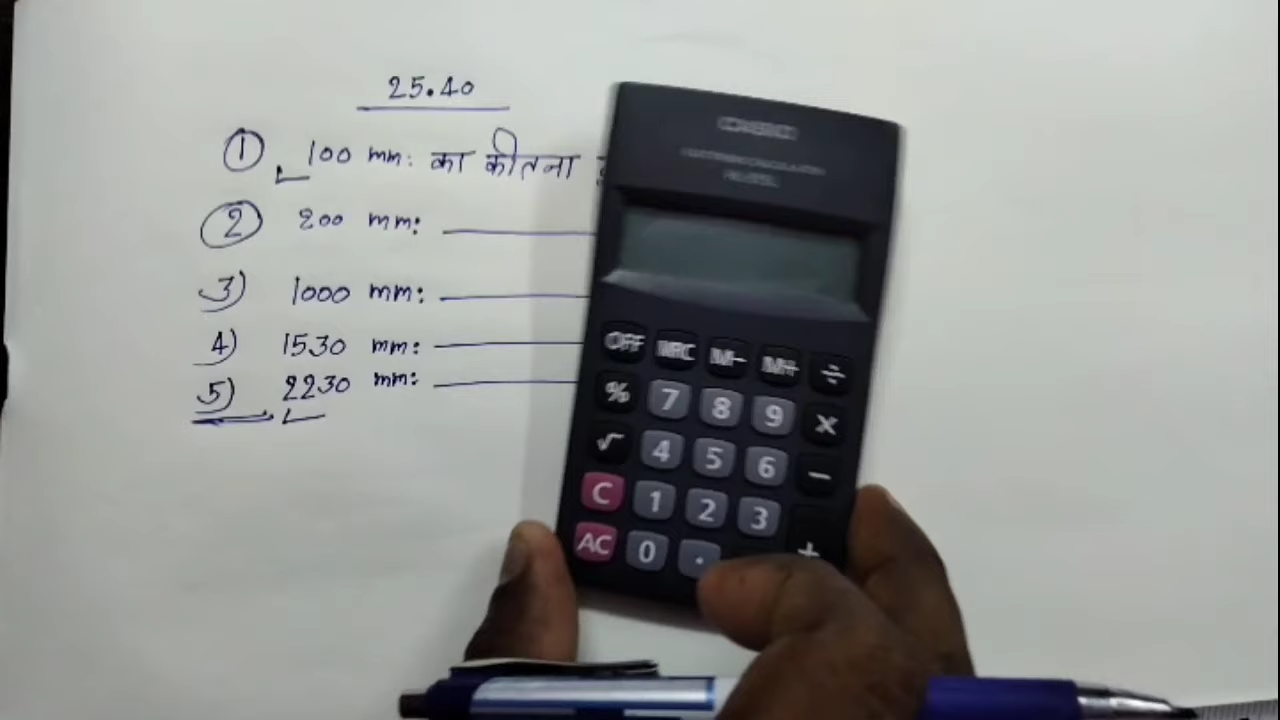 25.40
① 100 mm: का कीतना
② 200 mm:
3) 1000 mm:
4) 1530 mm:
5) 2230 mm:
CASIO
OFF MRC M- M+ ÷
% 7 8 9 ×
√ 4 5 6 −
C 1 2 3
AC 0 . +